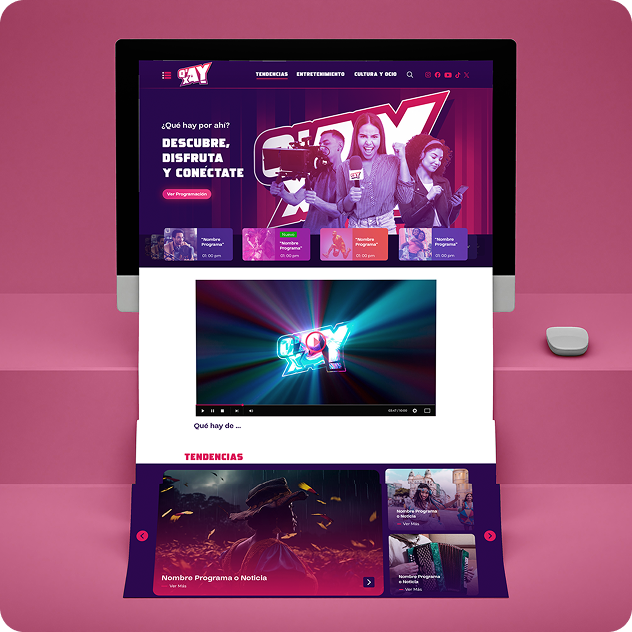 TENDENCIAS
ENTRETENIMIENTO
CULTURA Y OCIO
¿Qué hay por ahí?
DESCUBRE,
DISFRUTA
Y CONÉCTATE
Ver Programación
"Nombre
Programa"
01: 00 pm
Nuevo
"Nombre
Programa"
01: 00 pm
"Nombre
Programa"
01: 00 pm
"Nombre
Programa"
01: 00 pm
Qué hay de ...
TENDENCIAS
Nombre Programa o Noticia
Ver Más
Nombre Programa
o Noticia
Ver Más
Nombre Programa
o Noticia
Ver Más